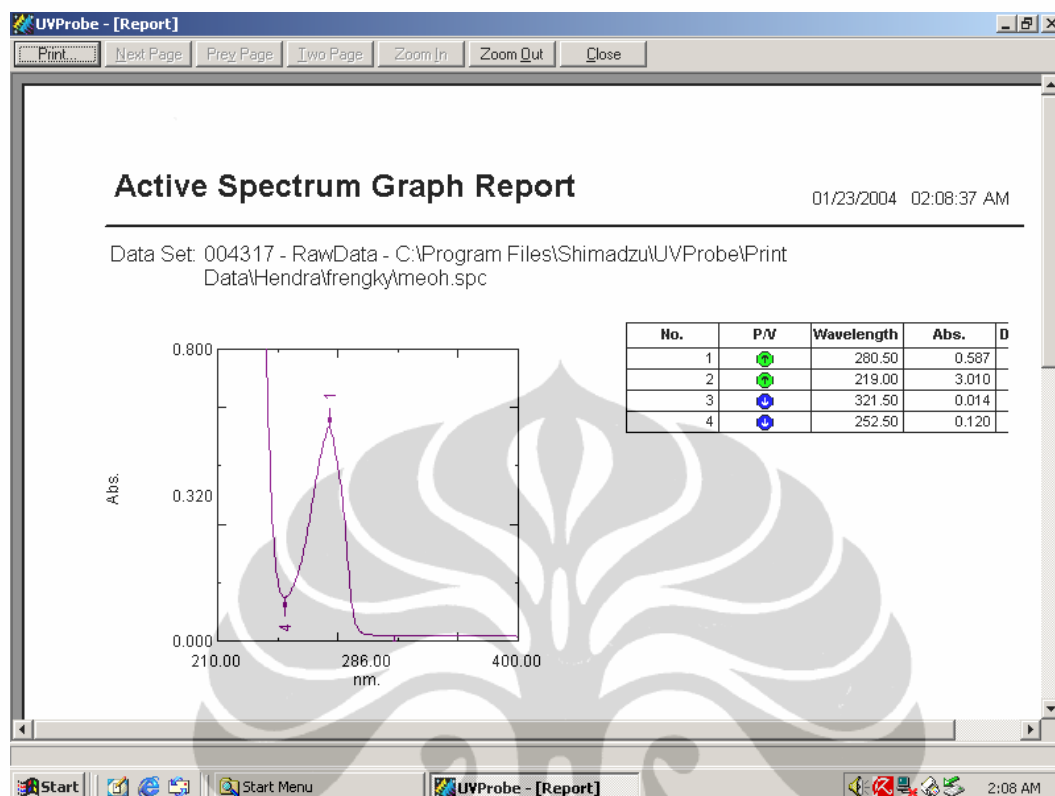 UVProbe - [Report]
Print... Next Page Prev Page Two Page Zoom In Zoom Out Close
Active Spectrum Graph Report
01/23/2004 02:08:37 AM
Data Set: 004317 - RawData - C:\Program Files\Shimadzu\UVProbe\Print
Data\Hendra\frengky\meoh.spc
No. P/V Wavelength Abs. D
1 280.50 0.587
2 219.00 3.010
3 321.50 0.014
4 252.50 0.120
0.800
1
Abs.
0.320
4
0.000
210.00 286.00 400.00
nm.
Start Start Menu UVProbe - [Report] 2:08 AM